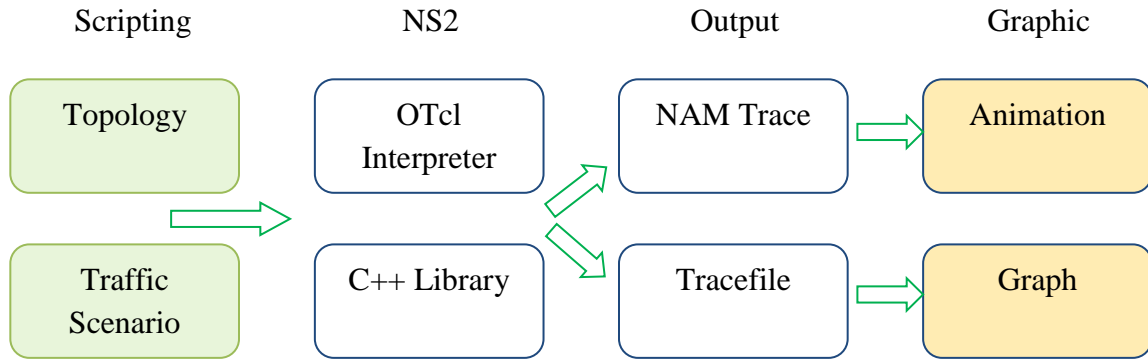 Scripting
NS2
Output
Graphic
Topology
OTcl
Interpreter
NAM Trace
Animation
Traffic
Scenario
C++ Library
Tracefile
Graph